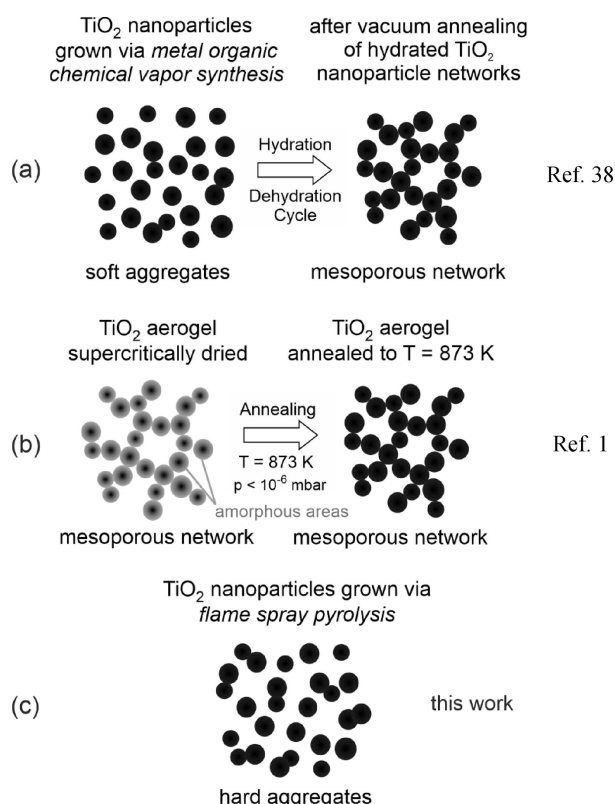 TiO2 nanoparticles
grown via metal organic
chemical vapor synthesis
after vacuum annealing
of hydrated TiO2
nanoparticle networks
(a)
Hydration
Dehydration
Cycle
Ref. 38
soft aggregates
mesoporous network
TiO2 aerogel
supercritically dried
TiO2 aerogel
annealed to T = 873 K
(b)
Annealing
T = 873 K
p < 10-6 mbar
Ref. 1
amorphous areas
mesoporous network
mesoporous network
TiO2 nanoparticles grown via
flame spray pyrolysis
(c)
this work
hard aggregates